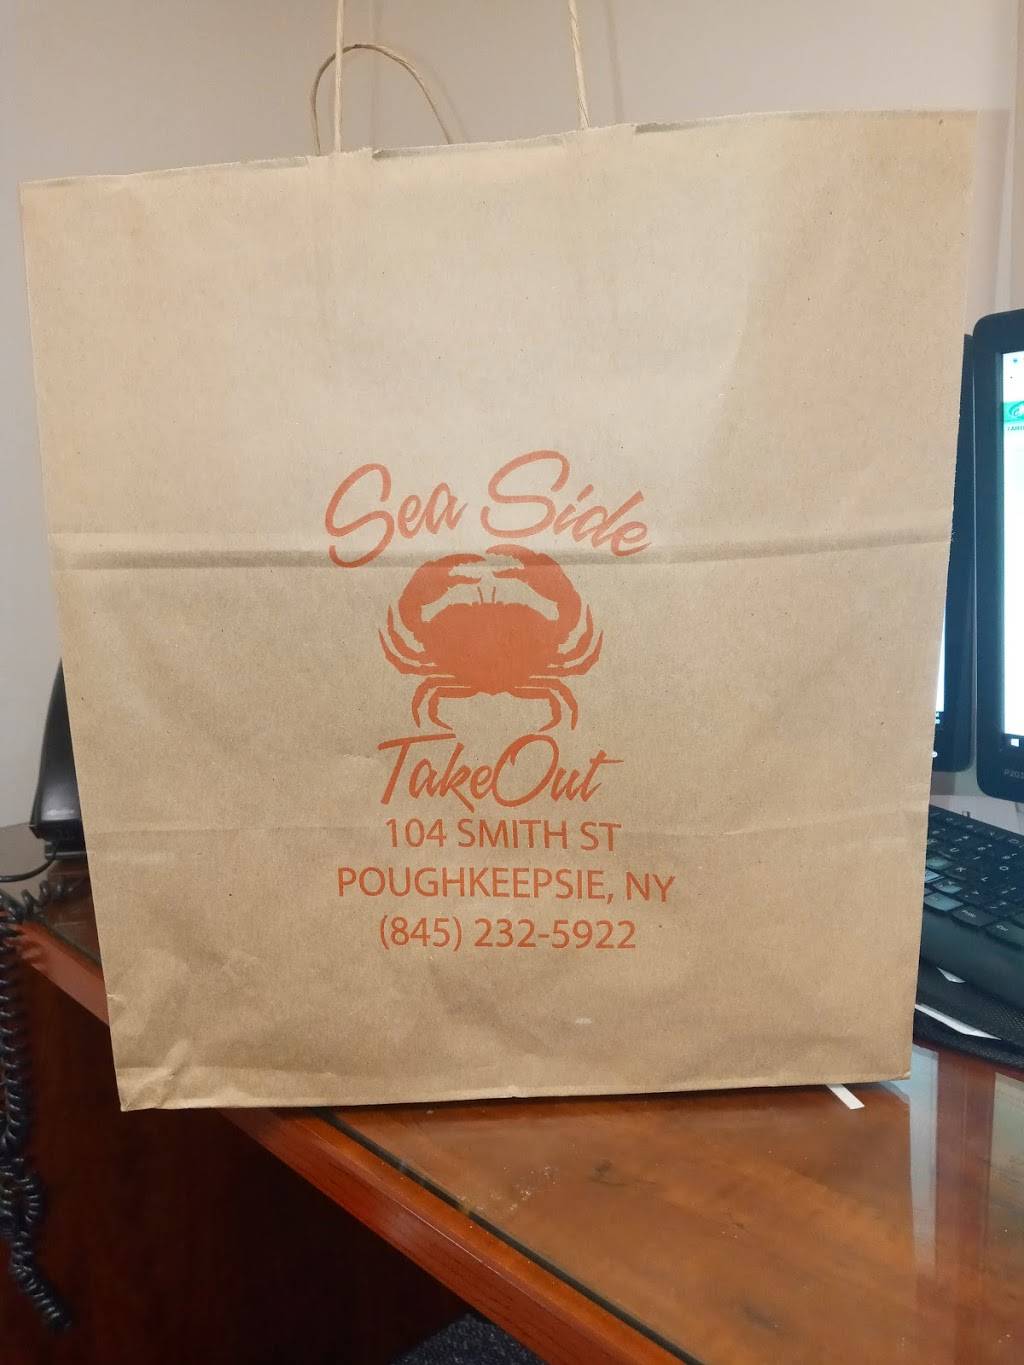 Sea Side
TakeOut
104 SMITH ST
POUGHKEEPSIE, NY
(845) 232-5922